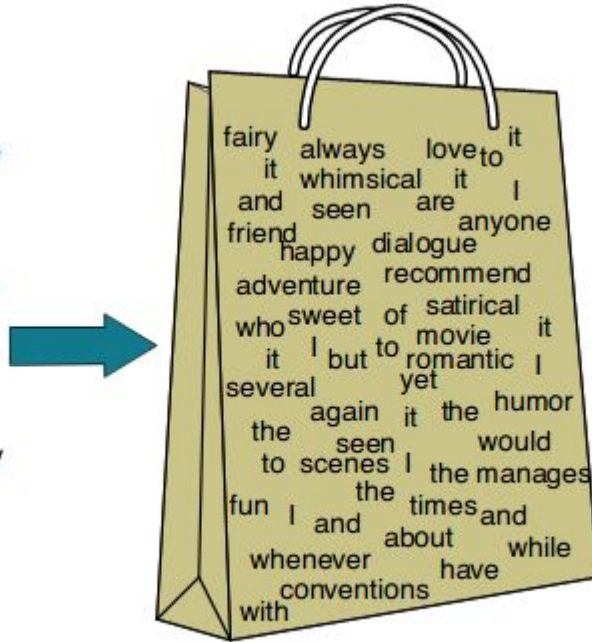 fairy always love to it
it whimsical it I
and seen are anyone
friend happy dialogue
adventure recommend
who sweet of satirical
it I but to movie it
romantic I
several yet
again it the humor
the seen would
to scenes I the manages
fun the times and
I and about
whenever have while
conventions
with